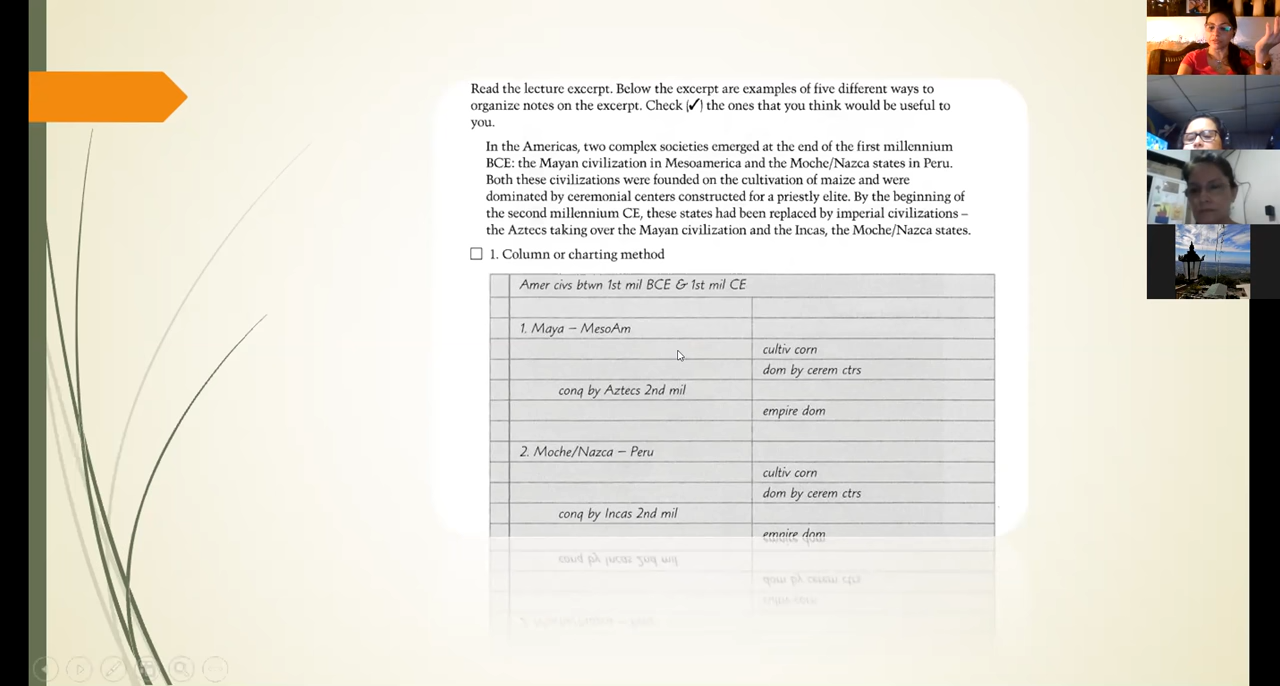 Read the lecture excerpt. Below the excerpt are examples of five different ways to
organize notes on the excerpt. Check (✓) the ones that you think would be useful to
you.
In the Americas, two complex societies emerged at the end of the first millennium
BCE: the Mayan civilization in Mesoamerica and the Moche/Nazca states in Peru.
Both these civilizations were founded on the cultivation of maize and were
dominated by ceremonial centers constructed for a priestly elite. By the beginning of
the second millennium CE, these states had been replaced by imperial civilizations –
the Aztecs taking over the Mayan civilization and the Incas, the Moche/Nazca states.
1. Column or charting method
Amer civs btwn 1st mil BCE & 1st mil CE
1. Maya – MesoAm
cultiv corn
dom by cerem ctrs
conq by Aztecs 2nd mil
empire dom
2. Moche/Nazca – Peru
cultiv corn
dom by cerem ctrs
conq by Incas 2nd mil
empire dom